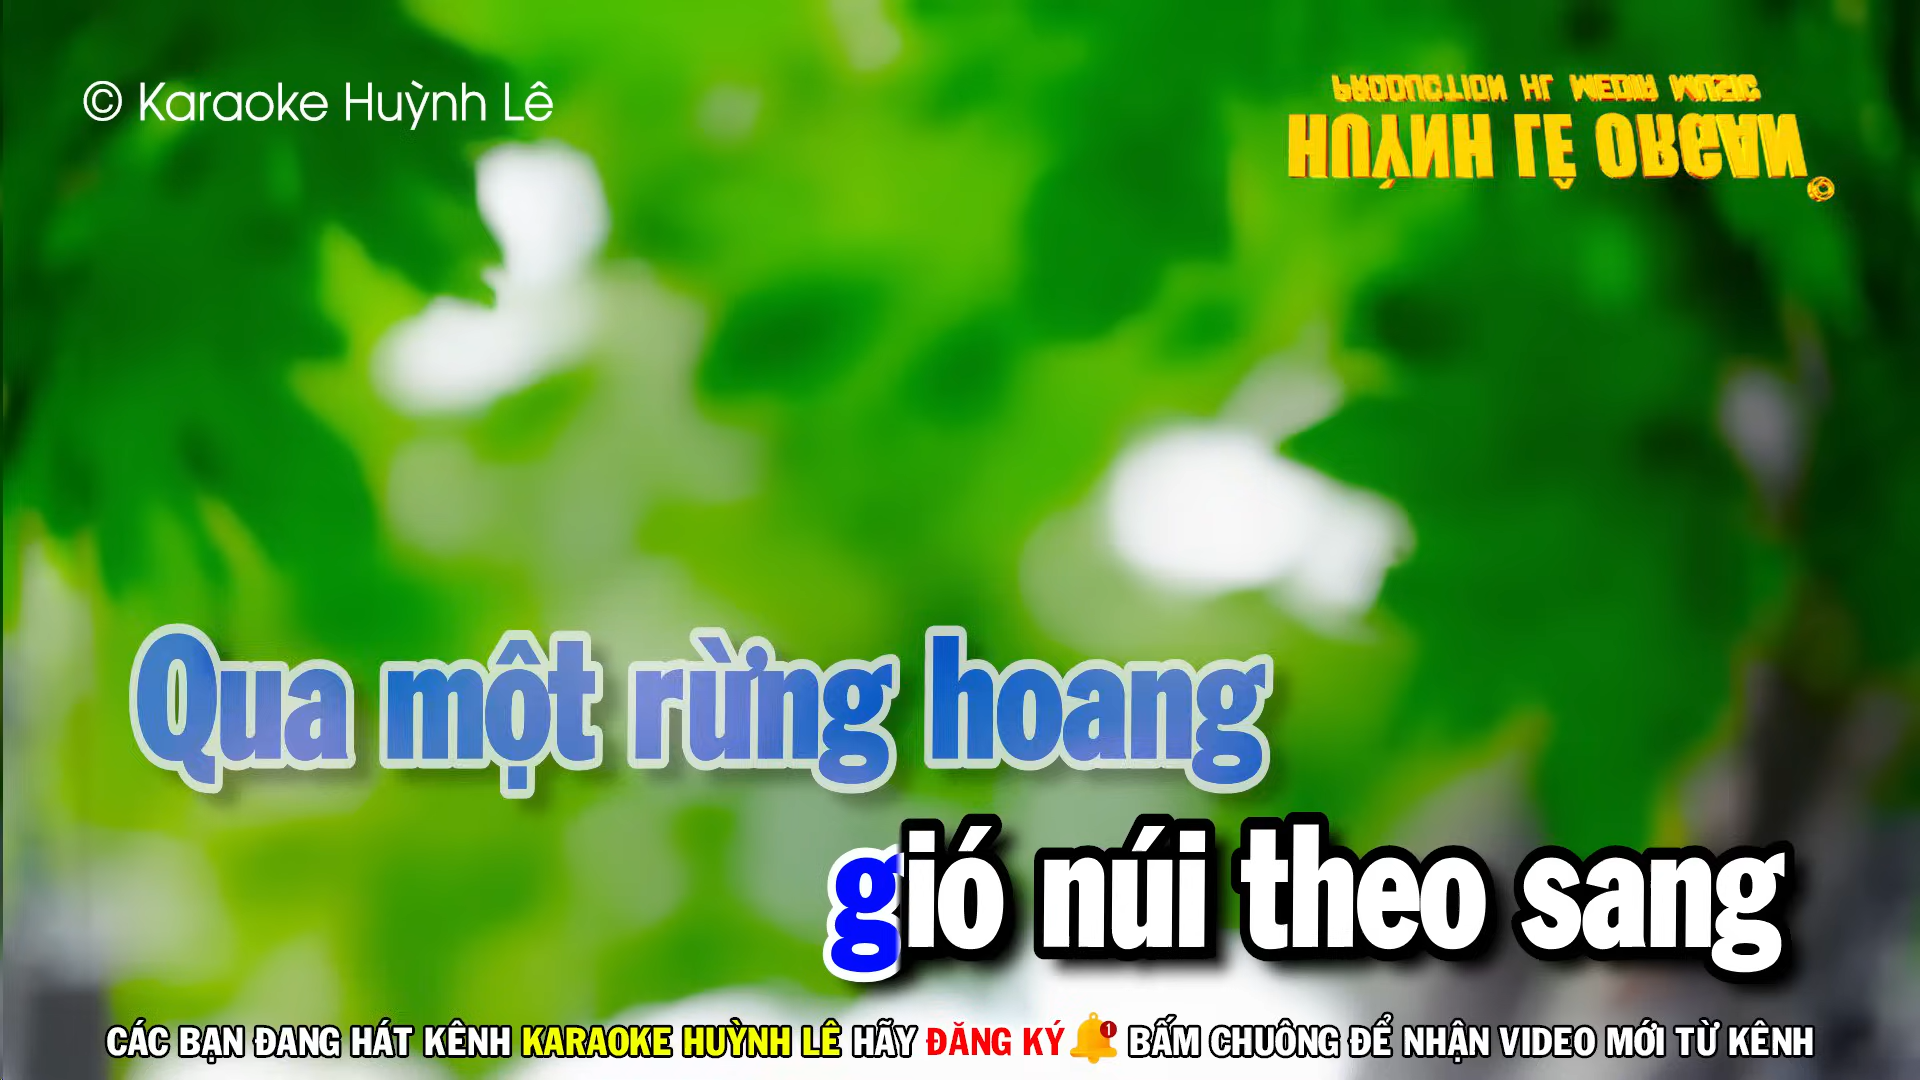 © Karaoke Huỳnh Lê
PRODUCTION HL MEDIA MUSIC
HUỲNH LÊ ORGAN
Qua một rừng hoang
gió núi theo sang
CÁC BẠN ĐANG HÁT KÊNH KARAOKE HUỲNH LÊ HÃY ĐĂNG KÝ 1 BẤM CHUÔNG ĐỂ NHẬN VIDEO MỚI TỪ KÊNH